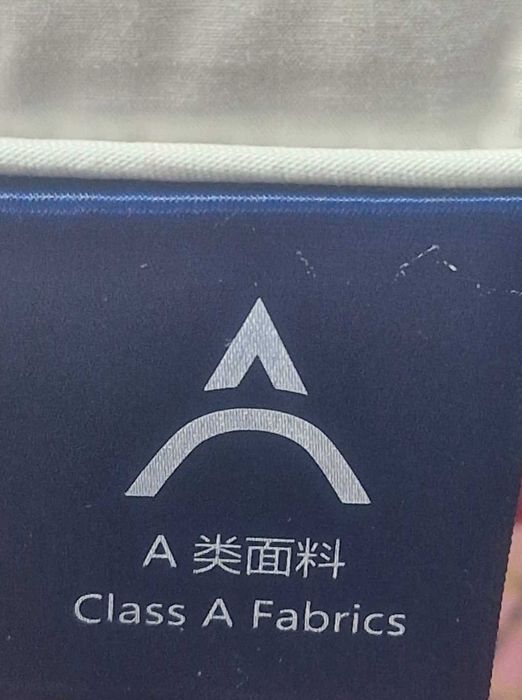 A 类面料
Class A Fabrics